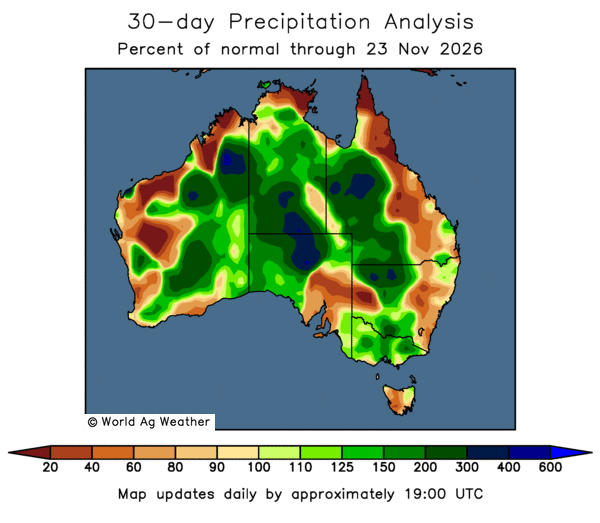 30-day Precipitation Analysis
Percent of normal through 23 Nov 2026
© World Ag Weather
20 40 60 80 90 100 110 125 150 200 300 400 600
Map updates daily by approximately 19:00 UTC